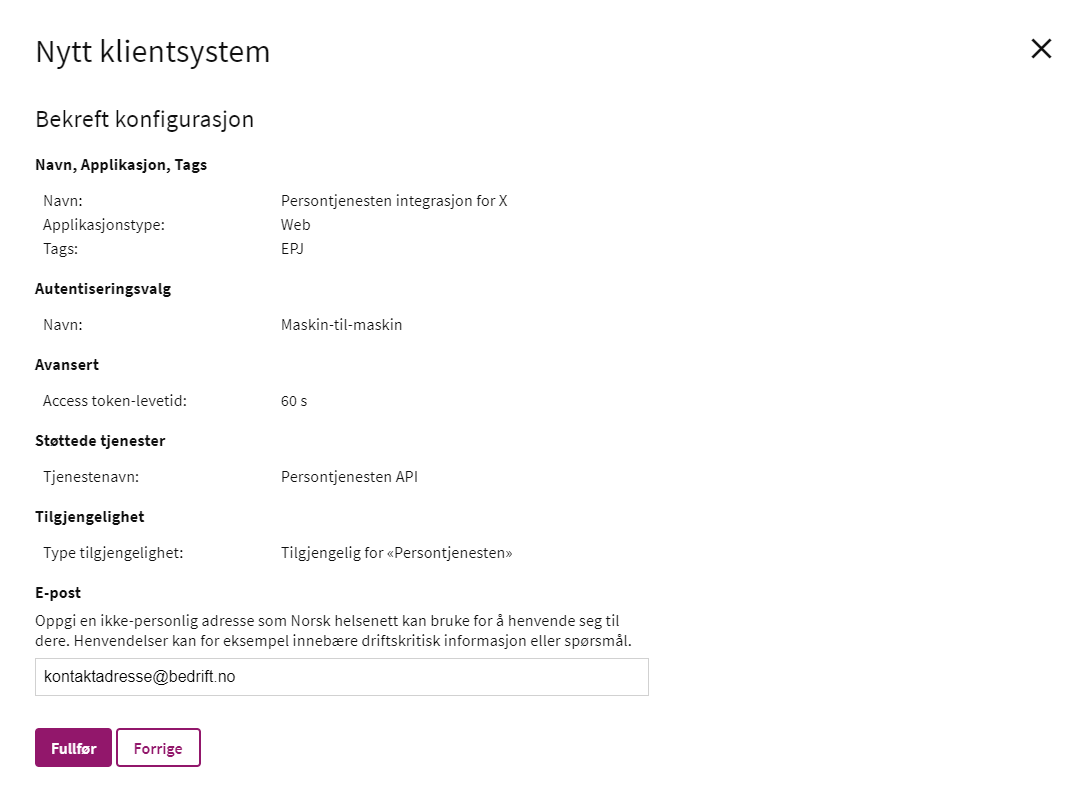 Nytt klientsystem
Bekreft konfigurasjon
Navn, Applikasjon, Tags
Navn: Persontjenesten integrasjon for X
Applikasjonstype: Web
Tags: EPJ
Autentiseringsvalg
Navn: Maskin-til-maskin
Avansert
Access token-levetid: 60 s
Støttede tjenester
Tjenestenavn: Persontjenesten API
Tilgjengelighet
Type tilgjengelighet: Tilgjengelig for «Persontjenesten»
E-post
Oppgi en ikke-personlig adresse som Norsk helsenett kan bruke for å henvende seg til
dere. Henvendelser kan for eksempel innebære driftskritisk informasjon eller spørsmål.
kontaktadresse@bedrift.no
Fullfør Forrige